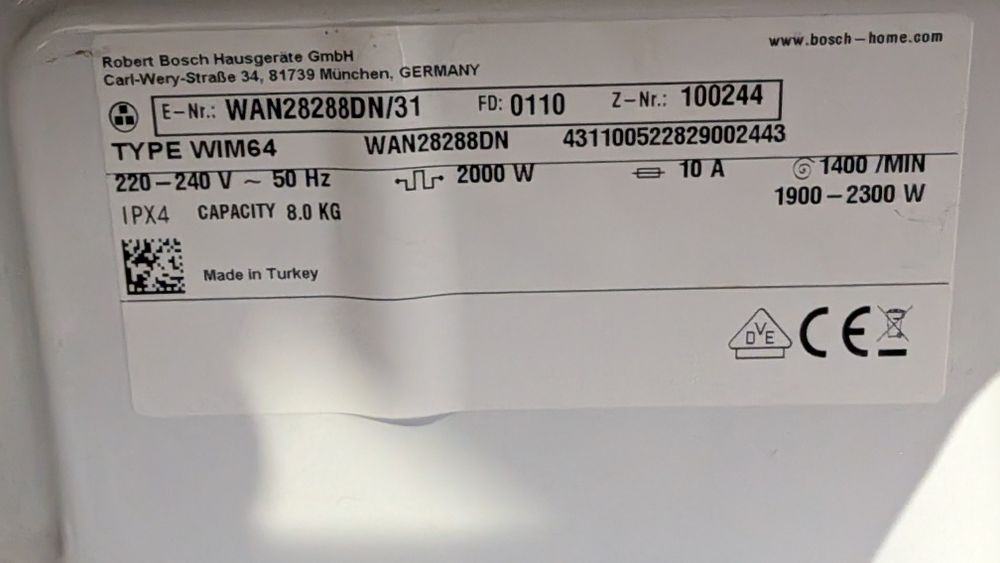 www.bosch-home.com
Robert Bosch Hausgeräte GmbH
Carl-Wery-Straße 34, 81739 München, GERMANY
E-Nr.: WAN28288DN/31 FD: 0110 Z-Nr.: 100244
TYPE WIM64 WAN28288DN 431100522829002443
220-240 V ~ 50 Hz 2000 W 10 A 1400 /MIN
1900-2300 W
IPX4 CAPACITY 8.0 KG
Made in Turkey
DVE
CE